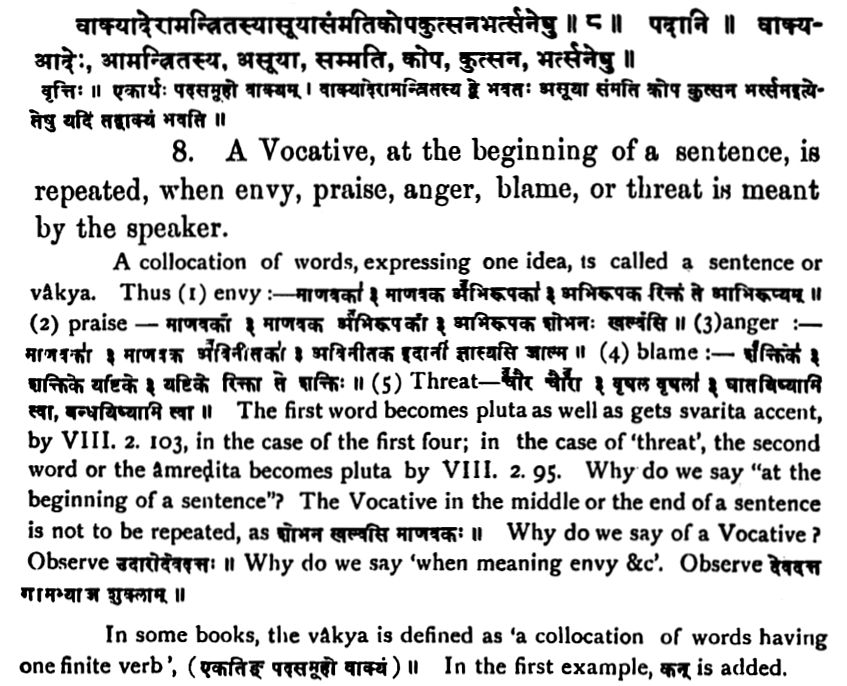 वाक्यादेरामन्त्रितस्यासूयासंमतिकोपकुत्सनभर्त्सनेषु ॥ ८ ॥ पदानि ॥ वाक्य-
आदेः, आमन्त्रितस्य, असूया, सम्मति, कोप, कुत्सन, भर्त्सनेषु ॥
वृत्तिः ॥ एकार्थः पदसमूहो वाक्यम् । वाक्यादेरामन्त्रितस्य द्वे भवतः असूया संमति कोप कुत्सन भर्त्सनइत्ये-
तेषु यदि तद्वाक्यं भवति ॥
8. A Vocative, at the beginning of a sentence, is
repeated, when envy, praise, anger, blame, or threat is meant
by the speaker.
A collocation of words, expressing one idea, is called a sentence or
vâkya. Thus (1) envy :—माणवका३ माणवक अभिरूपका३ अभिरूपक रिक्तं ते आभिरूप्यम् ॥
(2) praise — माणवका ३ माणवक अभिरूपका ३ अभिरूपक शोभनः खल्वसि ॥ (3)anger :—
माणवका ३ माणवक अविनीतका ३ अविनीतक इदानीं ज्ञास्यसि जाल्म ॥ (4) blame :— शक्तिके ३
शक्तिके यष्टिके ३ यष्टिके रिक्ता ते शक्तिः ॥ (5) Threat—चौर चौरा ३ वृषल वृषला ३ घातयिष्यामि
त्वा, बन्धयिष्यामि त्वा ॥ The first word becomes pluta as well as gets svarita accent,
by VIII. 2. 103, in the case of the first four; in the case of 'threat', the second
word or the âmreḍita becomes pluta by VIII. 2. 95. Why do we say "at the
beginning of a sentence"? The Vocative in the middle or the end of a sentence
is not to be repeated, as शोभन खल्वसि माणवकः ॥ Why do we say of a Vocative ?
Observe उदारोदेवदत्तः ॥ Why do we say 'when meaning envy &c'. Observe देवदत्त
गामभ्याज शुक्लाम् ॥
In some books, the vâkya is defined as 'a collocation of words having
one finite verb', (एकतिङ् पदसमूहो वाक्यं) ॥ In the first example, कन् is added.